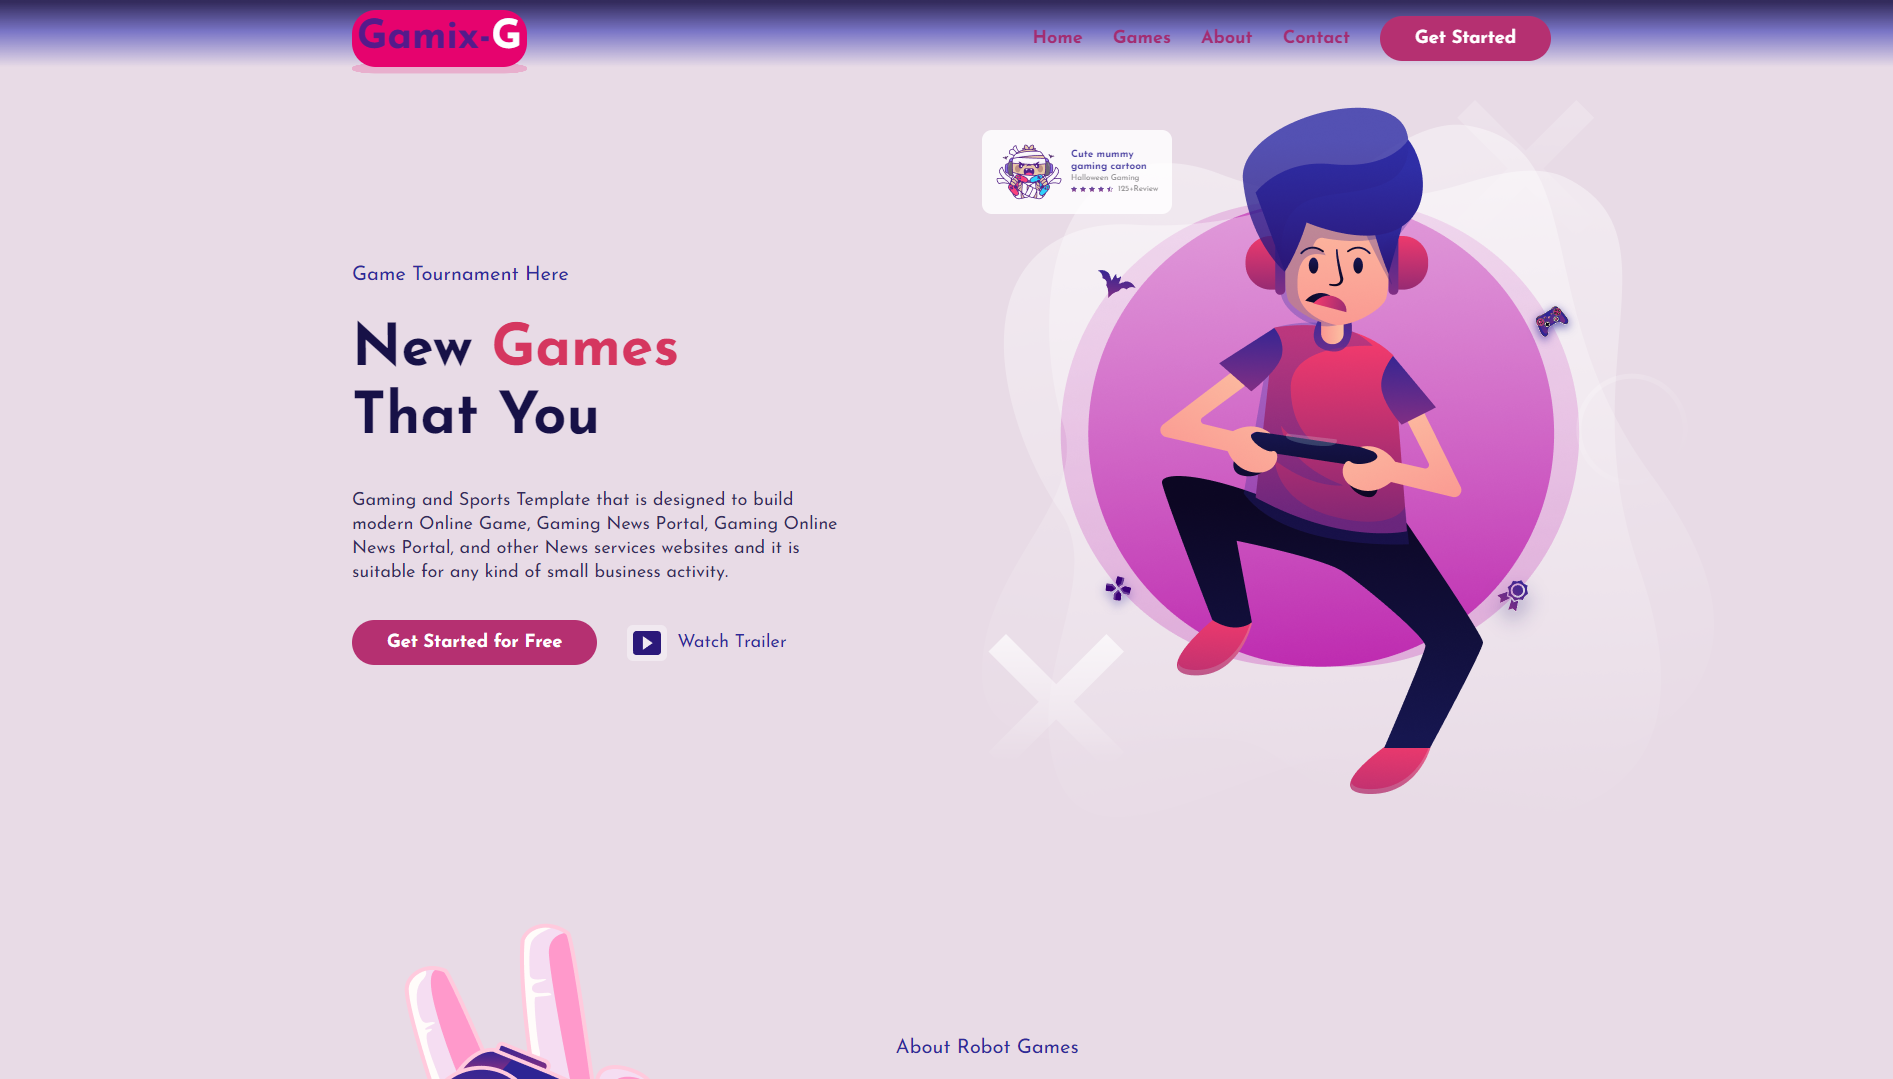 Gamix-G
Home Games About Contact Get Started
Cute mummy
gaming cartoon
Halloween Gaming
125+Review
Game Tournament Here
New Games
That You
Gaming and Sports Template that is designed to build
modern Online Game, Gaming News Portal, Gaming Online
News Portal, and other News services websites and it is
suitable for any kind of small business activity.
Get Started for Free
Watch Trailer
About Robot Games